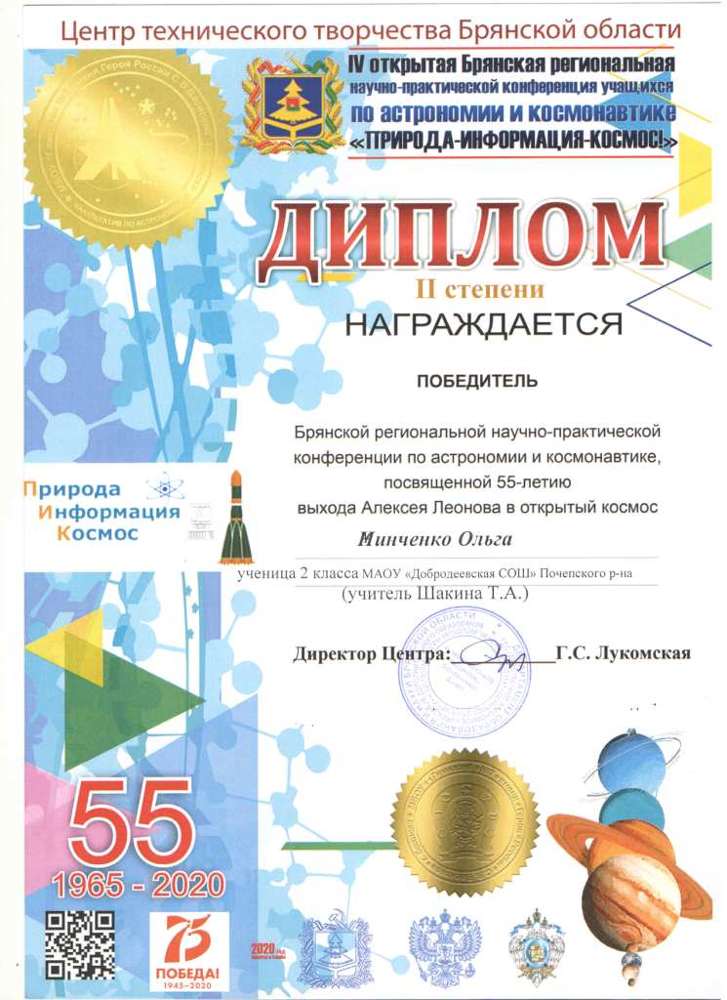 Центр технического творчества Брянской области
IV открытая Брянская региональная
научно-практической конференции учащихся
по астрономии и космонавтике
«ПРИРОДА-ИНФОРМАЦИЯ-КОСМОС!»
ДИПЛОМ
II степени
НАГРАЖДАЕТСЯ
ПОБЕДИТЕЛЬ
Брянской региональной научно-практической
конференции по астрономии и космонавтике,
посвященной 55-летию
выхода Алексея Леонова в открытый космос
Природа
Информация
Космос
Минченко Ольга
ученица 2 класса МАОУ «Добродеевская СОШ» Почепского р-на
(учитель Шакина Т.А.)
Директор Центра: Г.С. Лукомская
55
1965 - 2020
75
ПОБЕДА!
1945–2020
2020 год